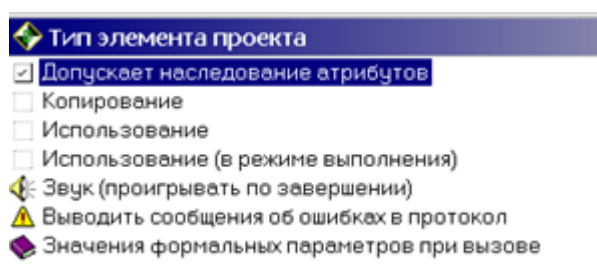 Тип элемента проекта
Допускает наследование атрибутов
Копирование
Использование
Использование (в режиме выполнения)
Звук (проигрывать по завершении)
Выводить сообщения об ошибках в протокол
Значения формальных параметров при вызове